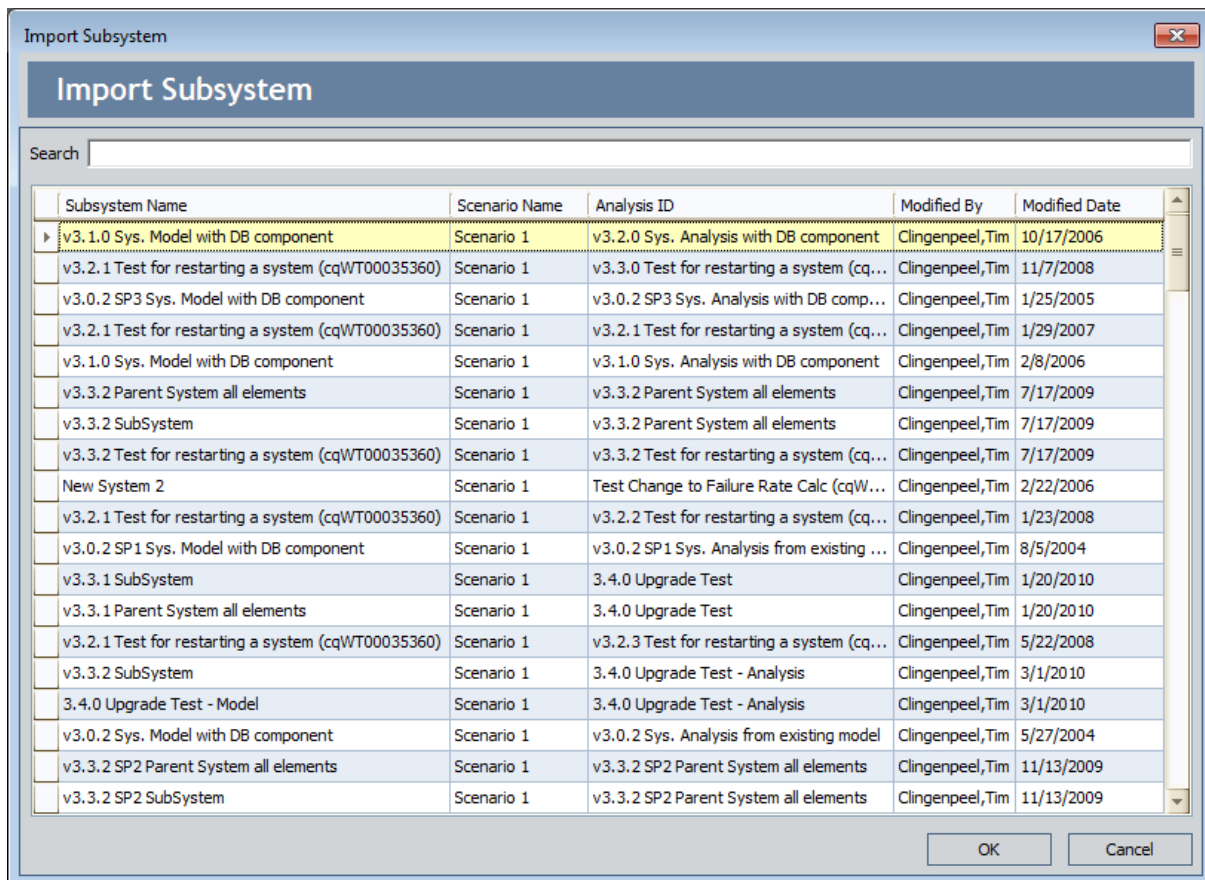 Import Subsystem
Import Subsystem
Search
Subsystem Name Scenario Name Analysis ID Modified By Modified Date
v3.1.0 Sys. Model with DB component Scenario 1 v3.2.0 Sys. Analysis with DB component Clingenpeel,Tim 10/17/2006
v3.2.1 Test for restarting a system (cqWT00035360) Scenario 1 v3.3.0 Test for restarting a system (cq... Clingenpeel,Tim 11/7/2008
v3.0.2 SP3 Sys. Model with DB component Scenario 1 v3.0.2 SP3 Sys. Analysis with DB comp... Clingenpeel,Tim 1/25/2005
v3.2.1 Test for restarting a system (cqWT00035360) Scenario 1 v3.2.1 Test for restarting a system (cq... Clingenpeel,Tim 1/29/2007
v3.1.0 Sys. Model with DB component Scenario 1 v3.1.0 Sys. Analysis with DB component Clingenpeel,Tim 2/8/2006
v3.3.2 Parent System all elements Scenario 1 v3.3.2 Parent System all elements Clingenpeel,Tim 7/17/2009
v3.3.2 SubSystem Scenario 1 v3.3.2 Parent System all elements Clingenpeel,Tim 7/17/2009
v3.3.2 Test for restarting a system (cqWT00035360) Scenario 1 v3.3.2 Test for restarting a system (cq... Clingenpeel,Tim 7/17/2009
New System 2 Scenario 1 Test Change to Failure Rate Calc (cqW... Clingenpeel,Tim 2/22/2006
v3.2.1 Test for restarting a system (cqWT00035360) Scenario 1 v3.2.2 Test for restarting a system (cq... Clingenpeel,Tim 1/23/2008
v3.0.2 SP1 Sys. Model with DB component Scenario 1 v3.0.2 SP1 Sys. Analysis from existing ... Clingenpeel,Tim 8/5/2004
v3.3.1 SubSystem Scenario 1 3.4.0 Upgrade Test Clingenpeel,Tim 1/20/2010
v3.3.1 Parent System all elements Scenario 1 3.4.0 Upgrade Test Clingenpeel,Tim 1/20/2010
v3.2.1 Test for restarting a system (cqWT00035360) Scenario 1 v3.2.3 Test for restarting a system (cq... Clingenpeel,Tim 5/22/2008
v3.3.2 SubSystem Scenario 1 3.4.0 Upgrade Test - Analysis Clingenpeel,Tim 3/1/2010
3.4.0 Upgrade Test - Model Scenario 1 3.4.0 Upgrade Test - Analysis Clingenpeel,Tim 3/1/2010
v3.0.2 Sys. Model with DB component Scenario 1 v3.0.2 Sys. Analysis from existing model Clingenpeel,Tim 5/27/2004
v3.3.2 SP2 Parent System all elements Scenario 1 v3.3.2 SP2 Parent System all elements Clingenpeel,Tim 11/13/2009
v3.3.2 SP2 SubSystem Scenario 1 v3.3.2 SP2 Parent System all elements Clingenpeel,Tim 11/13/2009
OK Cancel